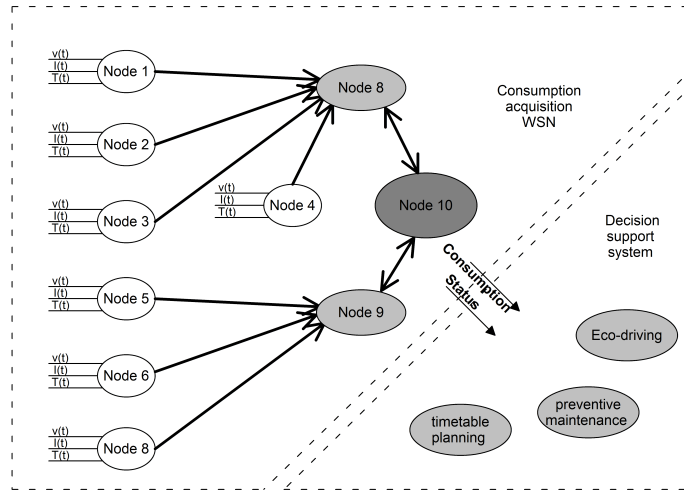 v(t)
I(t)
T(t)
Node 1
Node 8
Consumption
acquisition
WSN
v(t)
I(t)
T(t)
Node 2
v(t)
I(t)
T(t)
Node 3
v(t)
I(t)
T(t)
Node 4
Node 10
Decision
support
system
Consumption
Status
v(t)
I(t)
T(t)
Node 5
Node 9
Eco-driving
v(t)
I(t)
T(t)
Node 6
preventive
maintenance
timetable
planning
v(t)
I(t)
T(t)
Node 8